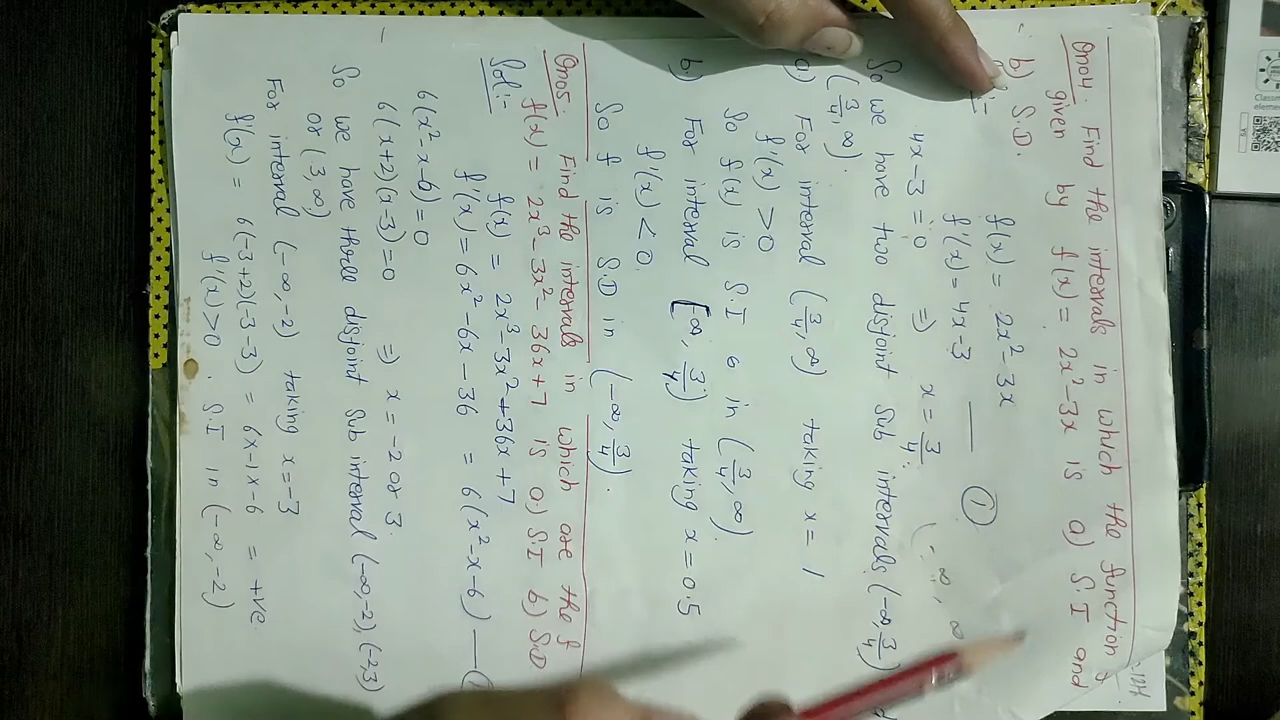 Qno4. Find the intervals in which the function f
given by f(x) = 2x² - 3x is a) S.I and
b) S.D.
f(x) = 2x² - 3x
f'(x) = 4x - 3 — ①
4x - 3 = 0 ⇒ x = 3/4. (-∞, ∞
So we have two disjoint sub intervals (-∞, 3/4)
(3/4, ∞).
a) For interval (3/4, ∞) taking x = 1
f'(x) > 0
So f(x) is S.I in (3/4, ∞).
b) For interval [-∞, 3/4) taking x = 0.5
f'(x) < 0.
So f is S.D in (-∞, 3/4).
Qno5. Find the intervals in which are the f
f(x) = 2x³ - 3x² - 36x + 7 is a) S.I b) S.D
Sol:- f(x) = 2x³ - 3x² + 36x + 7
f'(x) = 6x² - 6x - 36 = 6(x² - x - 6) —
6(x² - x - 6) = 0
6(x+2)(x-3) = 0 ⇒ x = -2 or 3.
So we have three disjoint sub interval (-∞, -2), (-2, 3)
or (3, ∞)
For interval (-∞, -2) taking x = -3
f'(x) = 6(-3+2)(-3-3) = 6x-1x-6 = +ve
f'(x) > 0. S.I in (-∞, -2)